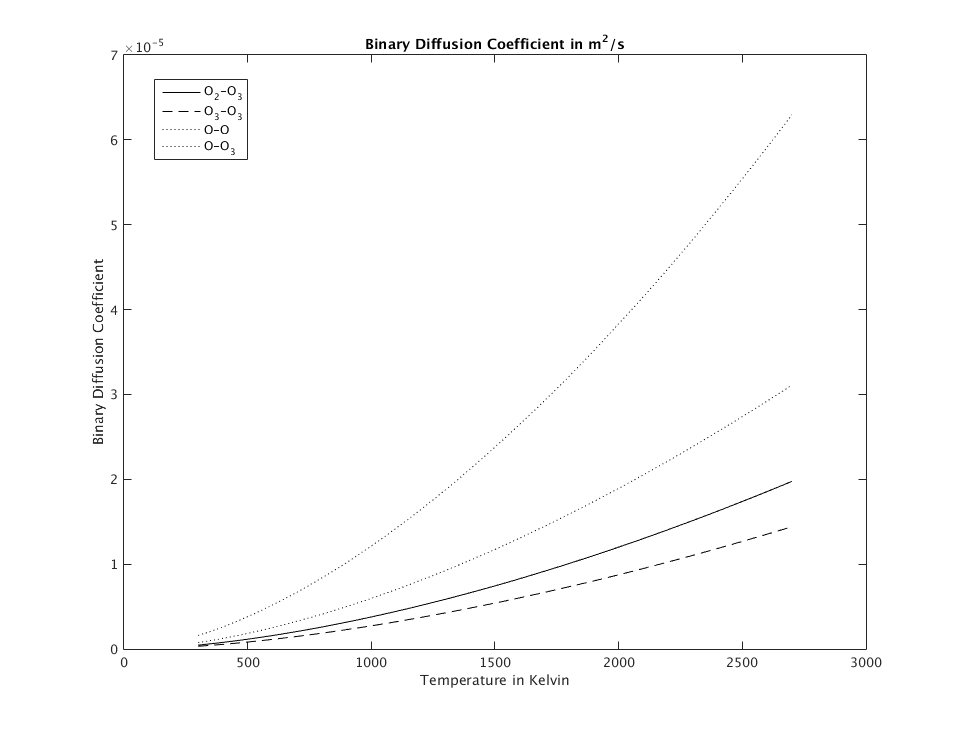 Binary Diffusion Coefficient in m²/s
×10⁻⁵
7
6
5
4
3
2
1
0
O₂-O₃
O₃-O₃
O-O
O-O₃
Binary Diffusion Coefficient
0 500 1000 1500 2000 2500 3000
Temperature in Kelvin